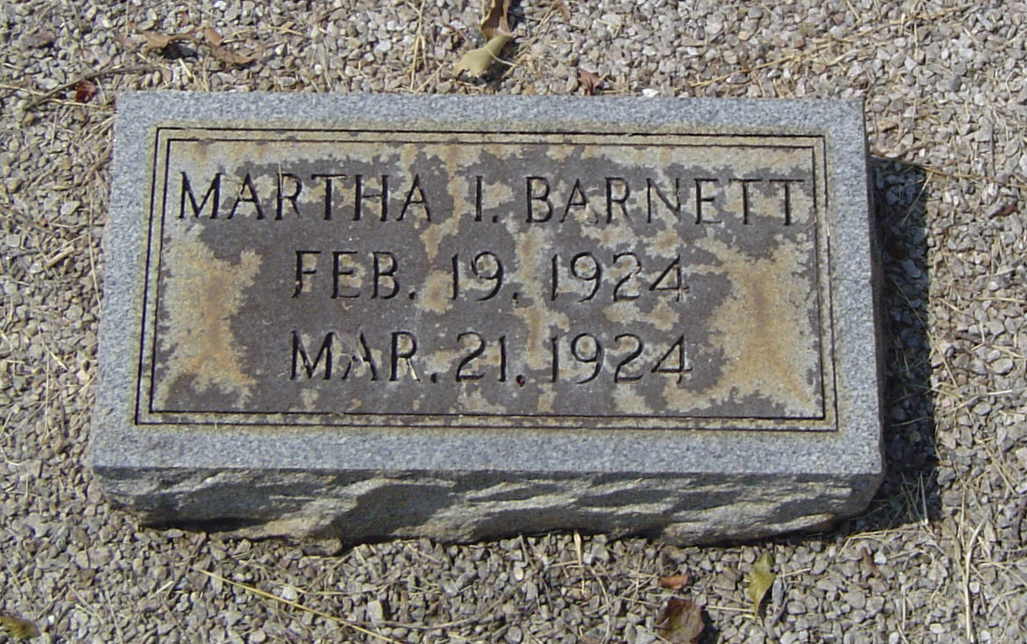 MARTHA I. BARNETT
FEB. 19. 1924
MAR. 21. 1924